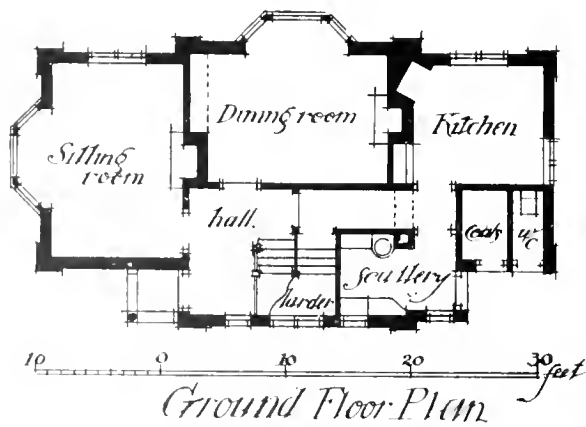 Dining room
Kitchen
Sitting
room
hall.
Coals
wc
Scullery
larder
10 0 10 20 30
feet
Ground Floor Plan